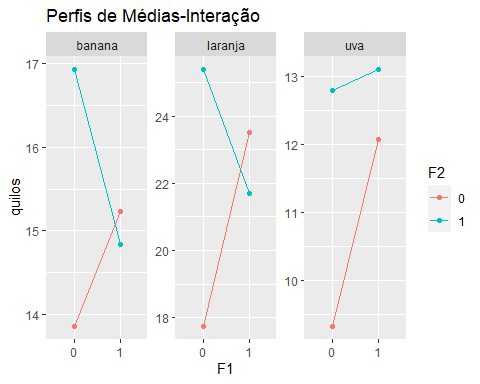 Perfis de Médias-Interação
banana
laranja
uva
17
16
15
14
24
22
20
18
13
12
11
10
quilos
0
1
0
1
0
1
F1
F2
0
1